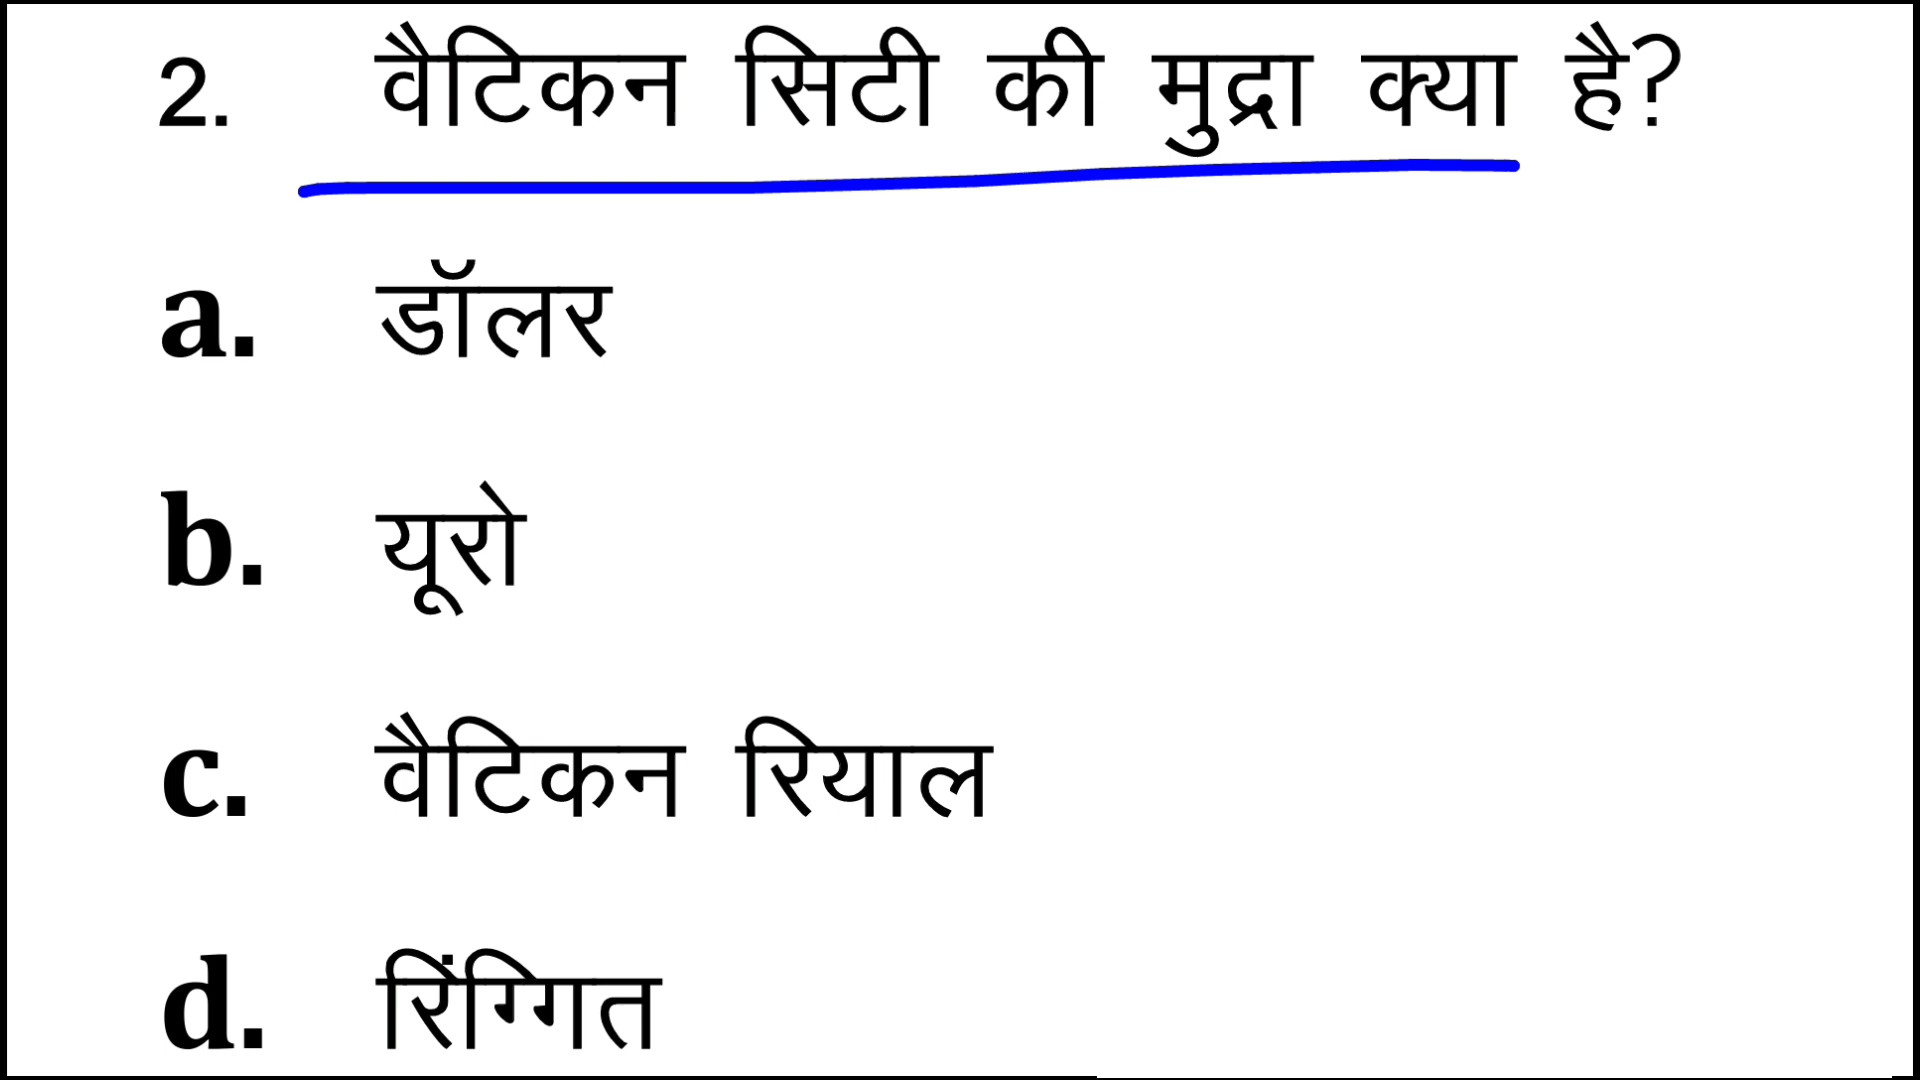 2. वैटिकन सिटी की मुद्रा क्या है?
a. डॉलर
b. यूरो
c. वैटिकन रियाल
d. रिंग्गित